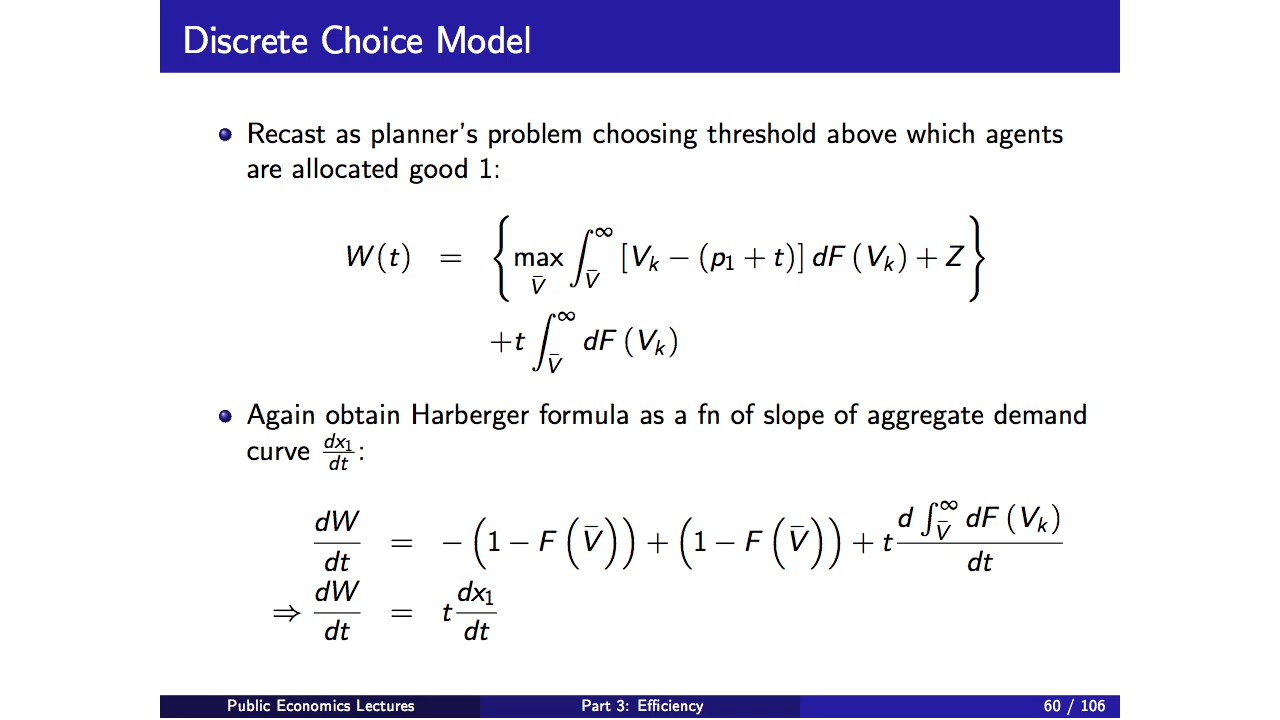 Discrete Choice Model
Recast as planner's problem choosing threshold above which agents
are allocated good 1:
W(t) = { max_V̄ ∫_V̄^∞ [V_k − (p_1 + t)] dF (V_k) + Z }
+t ∫_V̄^∞ dF (V_k)
Again obtain Harberger formula as a fn of slope of aggregate demand
curve dx_1/dt:
dW/dt = − (1 − F (V̄)) + (1 − F (V̄)) + t d ∫_V̄^∞ dF (V_k)/dt
⇒ dW/dt = t dx_1/dt
Public Economics Lectures Part 3: Efficiency 60 / 106